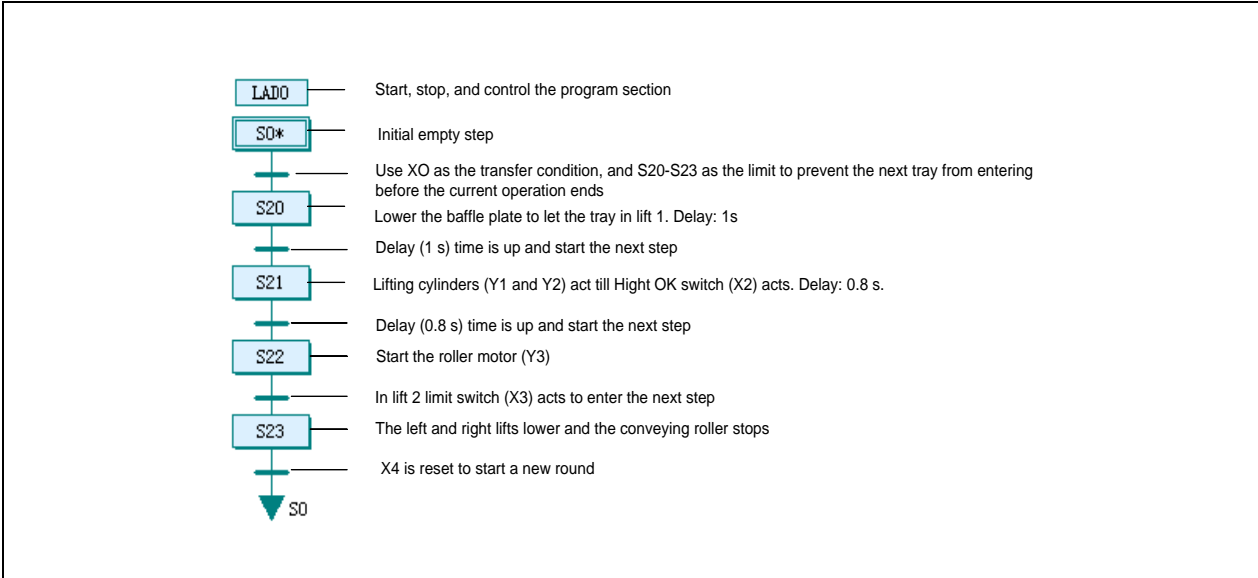 LAD0
Start, stop, and control the program section
S0*
Initial empty step
Use XO as the transfer condition, and S20-S23 as the limit to prevent the next tray from entering
before the current operation ends
S20
Lower the baffle plate to let the tray in lift 1. Delay: 1s
Delay (1 s) time is up and start the next step
S21
Lifting cylinders (Y1 and Y2) act till Hight OK switch (X2) acts. Delay: 0.8 s.
Delay (0.8 s) time is up and start the next step
S22
Start the roller motor (Y3)
In lift 2 limit switch (X3) acts to enter the next step
S23
The left and right lifts lower and the conveying roller stops
X4 is reset to start a new round
S0